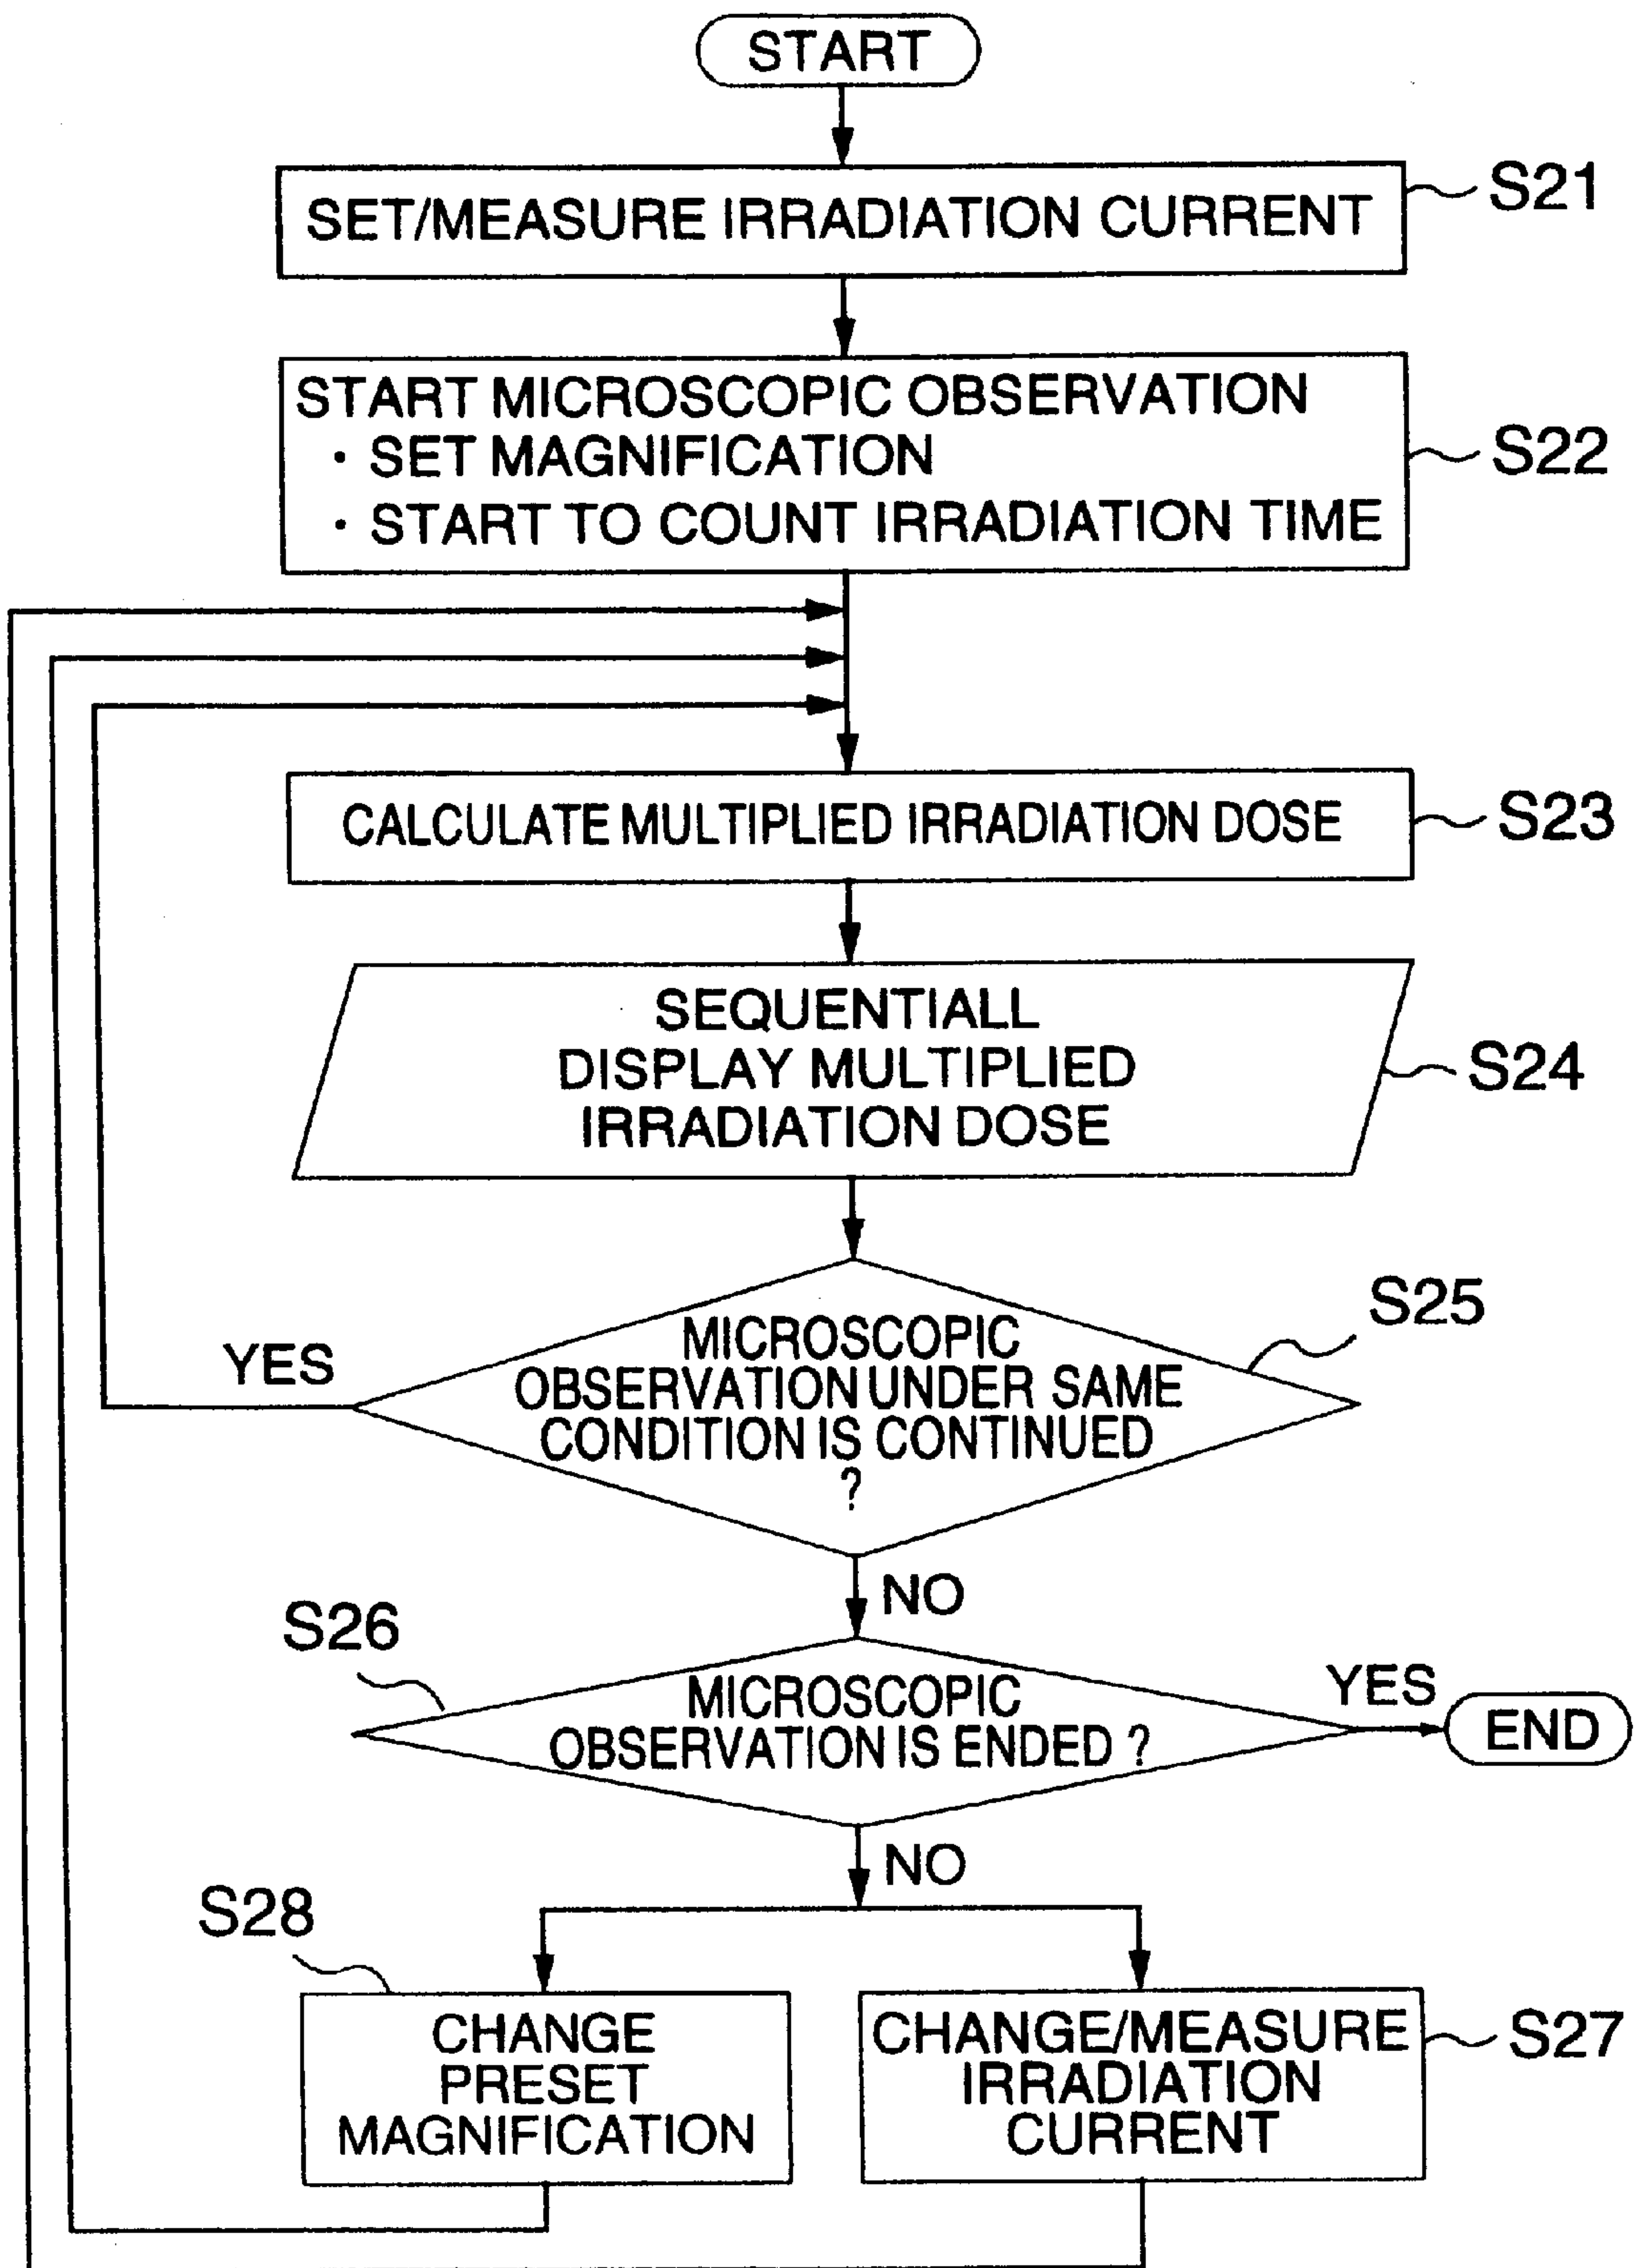 START
SET/MEASURE IRRADIATION CURRENT
S21
START MICROSCOPIC OBSERVATION
· SET MAGNIFICATION
· START TO COUNT IRRADIATION TIME
S22
CALCULATE MULTIPLIED IRRADIATION DOSE
S23
SEQUENTIALL
DISPLAY MULTIPLIED
IRRADIATION DOSE
S24
MICROSCOPIC
OBSERVATION UNDER SAME
CONDITION IS CONTINUED
?
S25
YES
NO
S26
MICROSCOPIC
OBSERVATION IS ENDED ?
YES
END
NO
S28
CHANGE
PRESET
MAGNIFICATION
CHANGE/MEASURE
IRRADIATION
CURRENT
S27